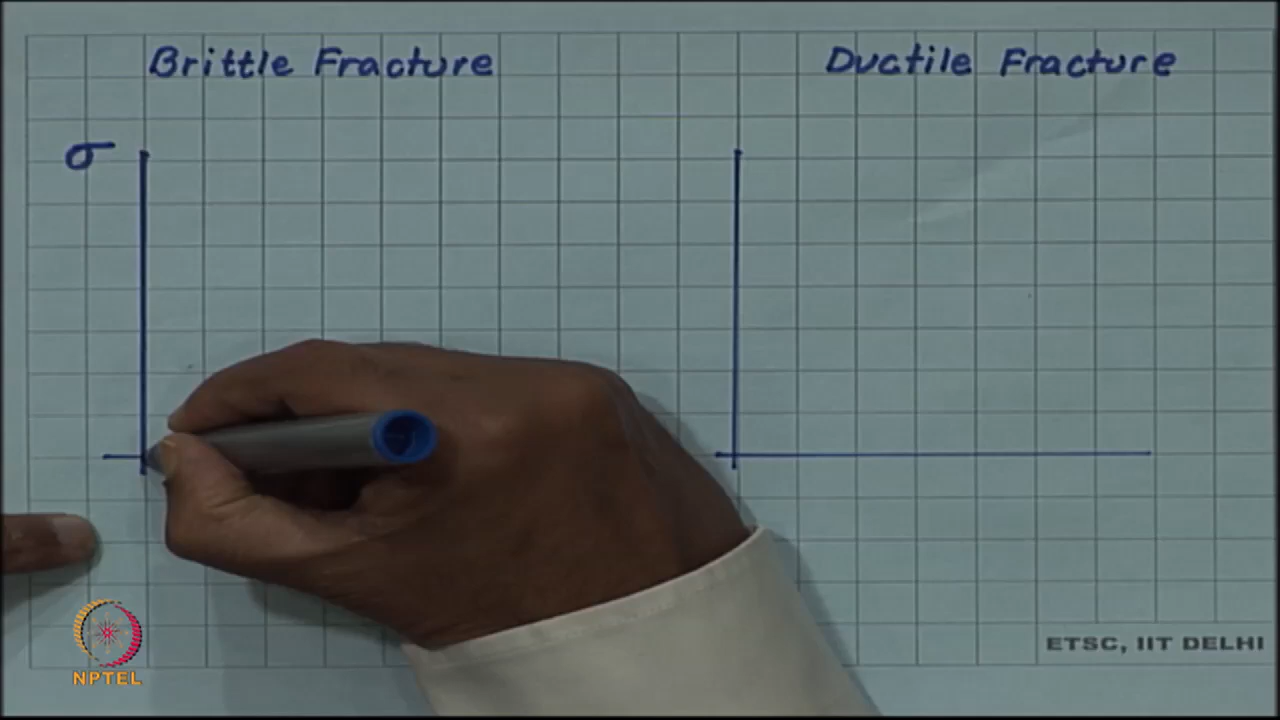 Brittle Fracture
Ductile Fracture
σ
NPTEL
ETSC, IIT DELHI